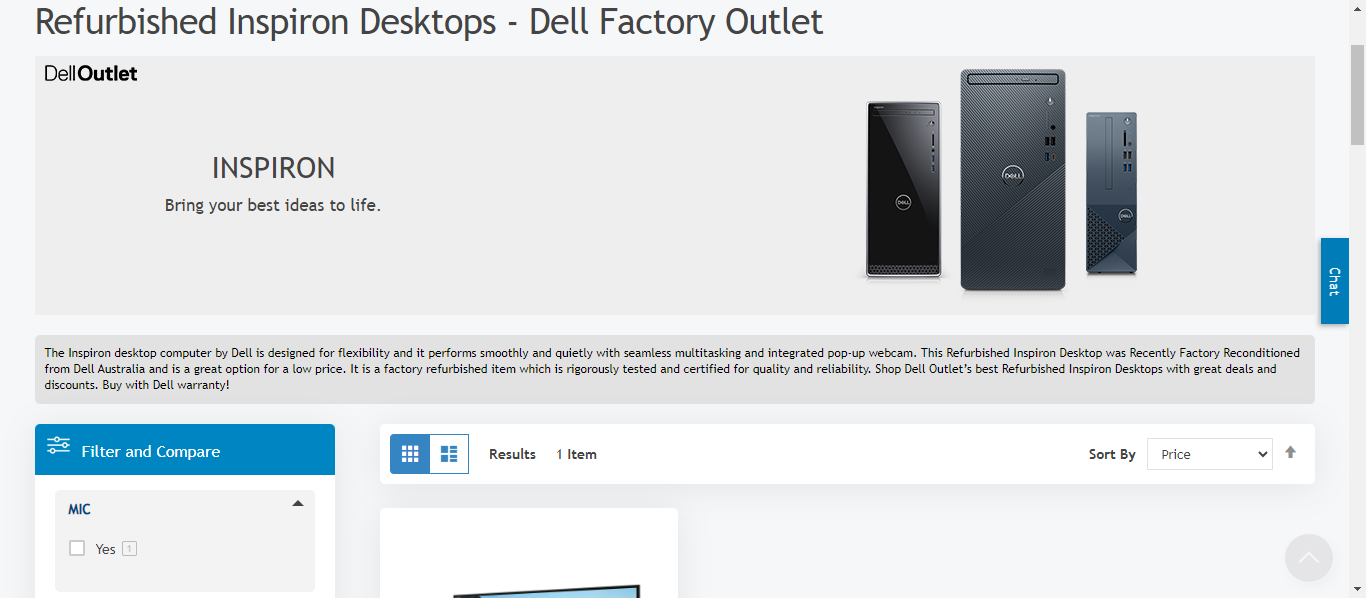 Refurbished Inspiron Desktops - Dell Factory Outlet
DellOutlet
INSPIRON
Bring your best ideas to life.
DELL
DELL
DELL
Chat
The Inspiron desktop computer by Dell is designed for flexibility and it performs smoothly and quietly with seamless multitasking and integrated pop-up webcam. This Refurbished Inspiron Desktop was Recently Factory Reconditioned
from Dell Australia and is a great option for a low price. It is a factory refurbished item which is rigorously tested and certified for quality and reliability. Shop Dell Outlet’s best Refurbished Inspiron Desktops with great deals and
discounts. Buy with Dell warranty!
Filter and Compare
Results 1 Item
Sort By Price
MIC
Yes 1